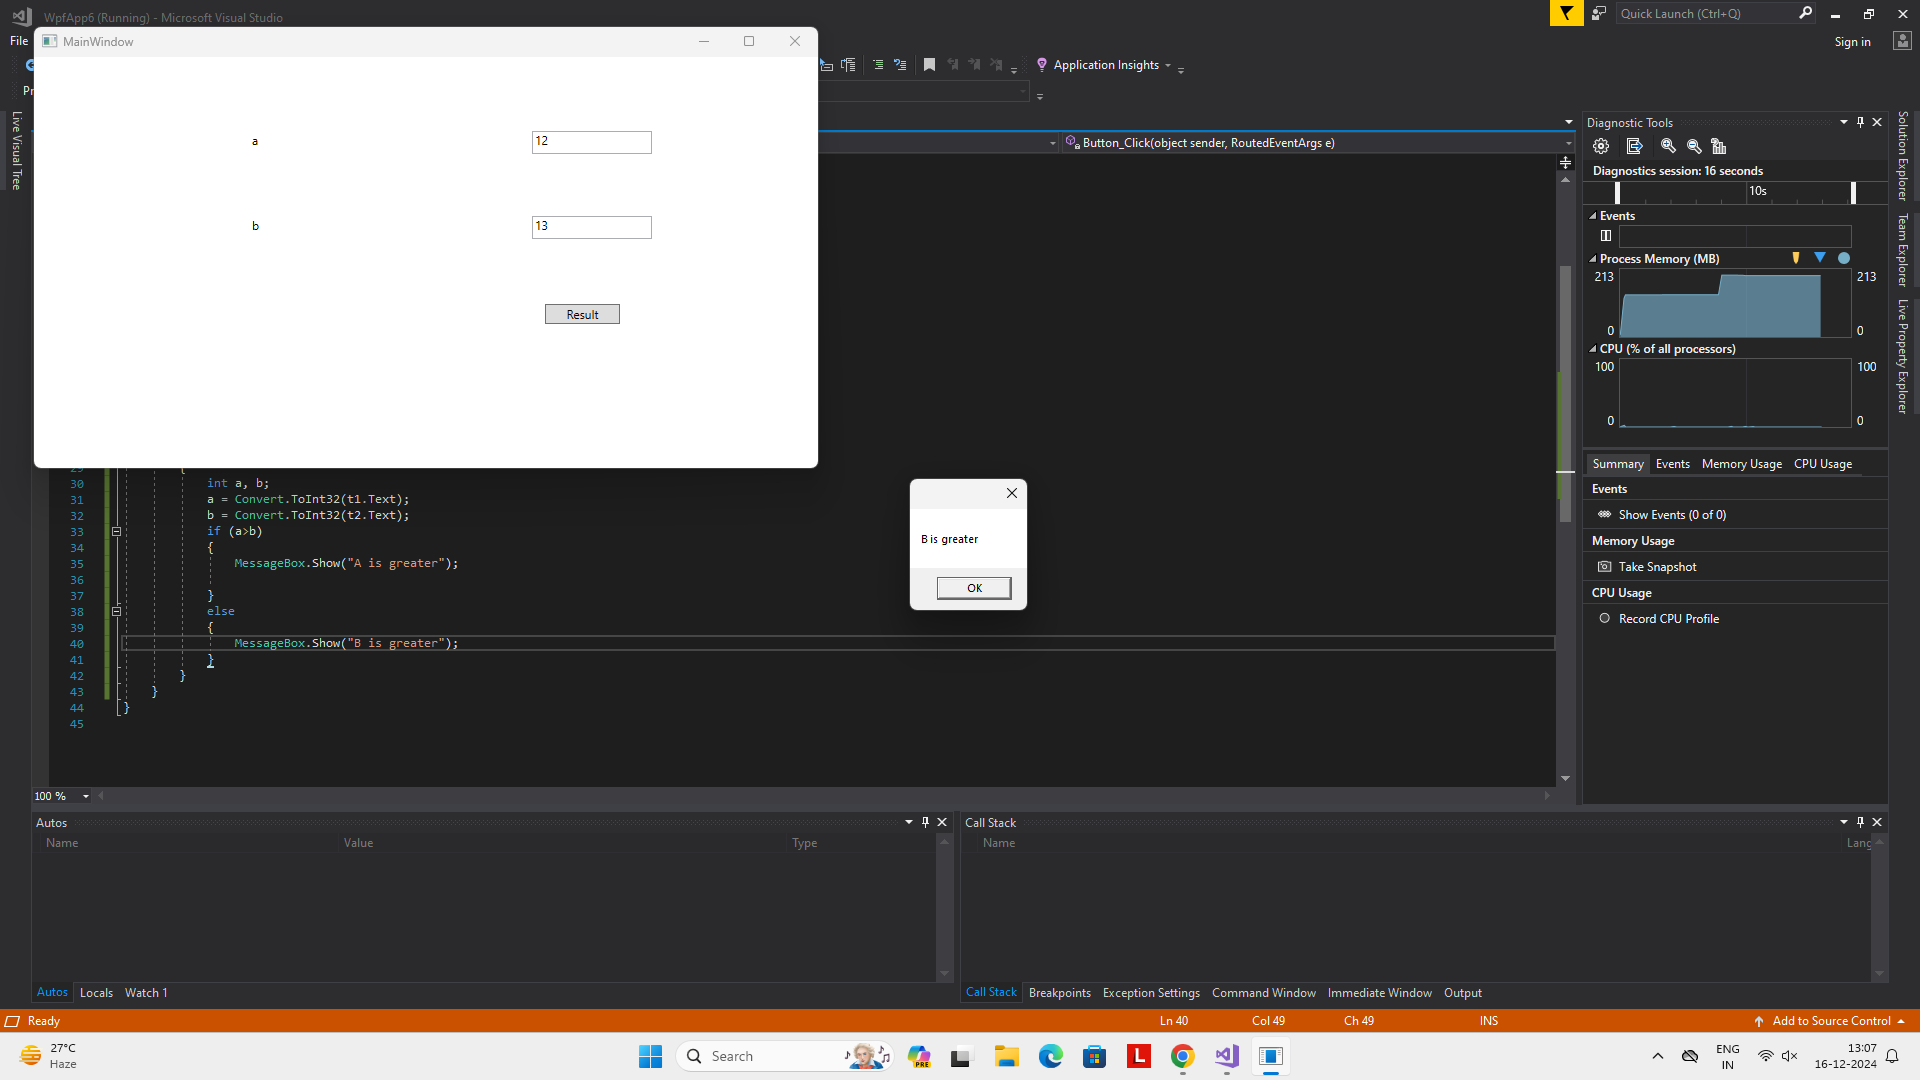 WpfApp6 (Running) - Microsoft Visual Studio
Quick Launch (Ctrl+Q)
File
MainWindow
Sign in
Application Insights
Live Visual Tree
a
12
Button_Click(object sender, RoutedEventArgs e)
b
13
Result
Diagnostic Tools
Diagnostics session: 16 seconds
10s
Events
Process Memory (MB)
213
213
0
0
CPU (% of all processors)
100
100
0
0
Summary
Events
Memory Usage
CPU Usage
Events
Show Events (0 of 0)
Memory Usage
Take Snapshot
CPU Usage
Record CPU Profile
Solution Explorer
Team Explorer
Live Property Explorer
29 {
30 int a, b;
31 a = Convert.ToInt32(t1.Text);
32 b = Convert.ToInt32(t2.Text);
33 if (a>b)
34 {
35 MessageBox.Show("A is greater");
36
37 }
38 else
39 {
40 MessageBox.Show("B is greater");
41 }
42 }
43 }
44 }
45
B is greater
OK
100 %
Autos
Name
Value
Type
Autos
Locals
Watch 1
Call Stack
Name
Lang
Call Stack
Breakpoints
Exception Settings
Command Window
Immediate Window
Output
Ready
Ln 40
Col 49
Ch 49
INS
Add to Source Control
27°C
Haze
Search
PRE
L
ENG
IN
13:07
16-12-2024